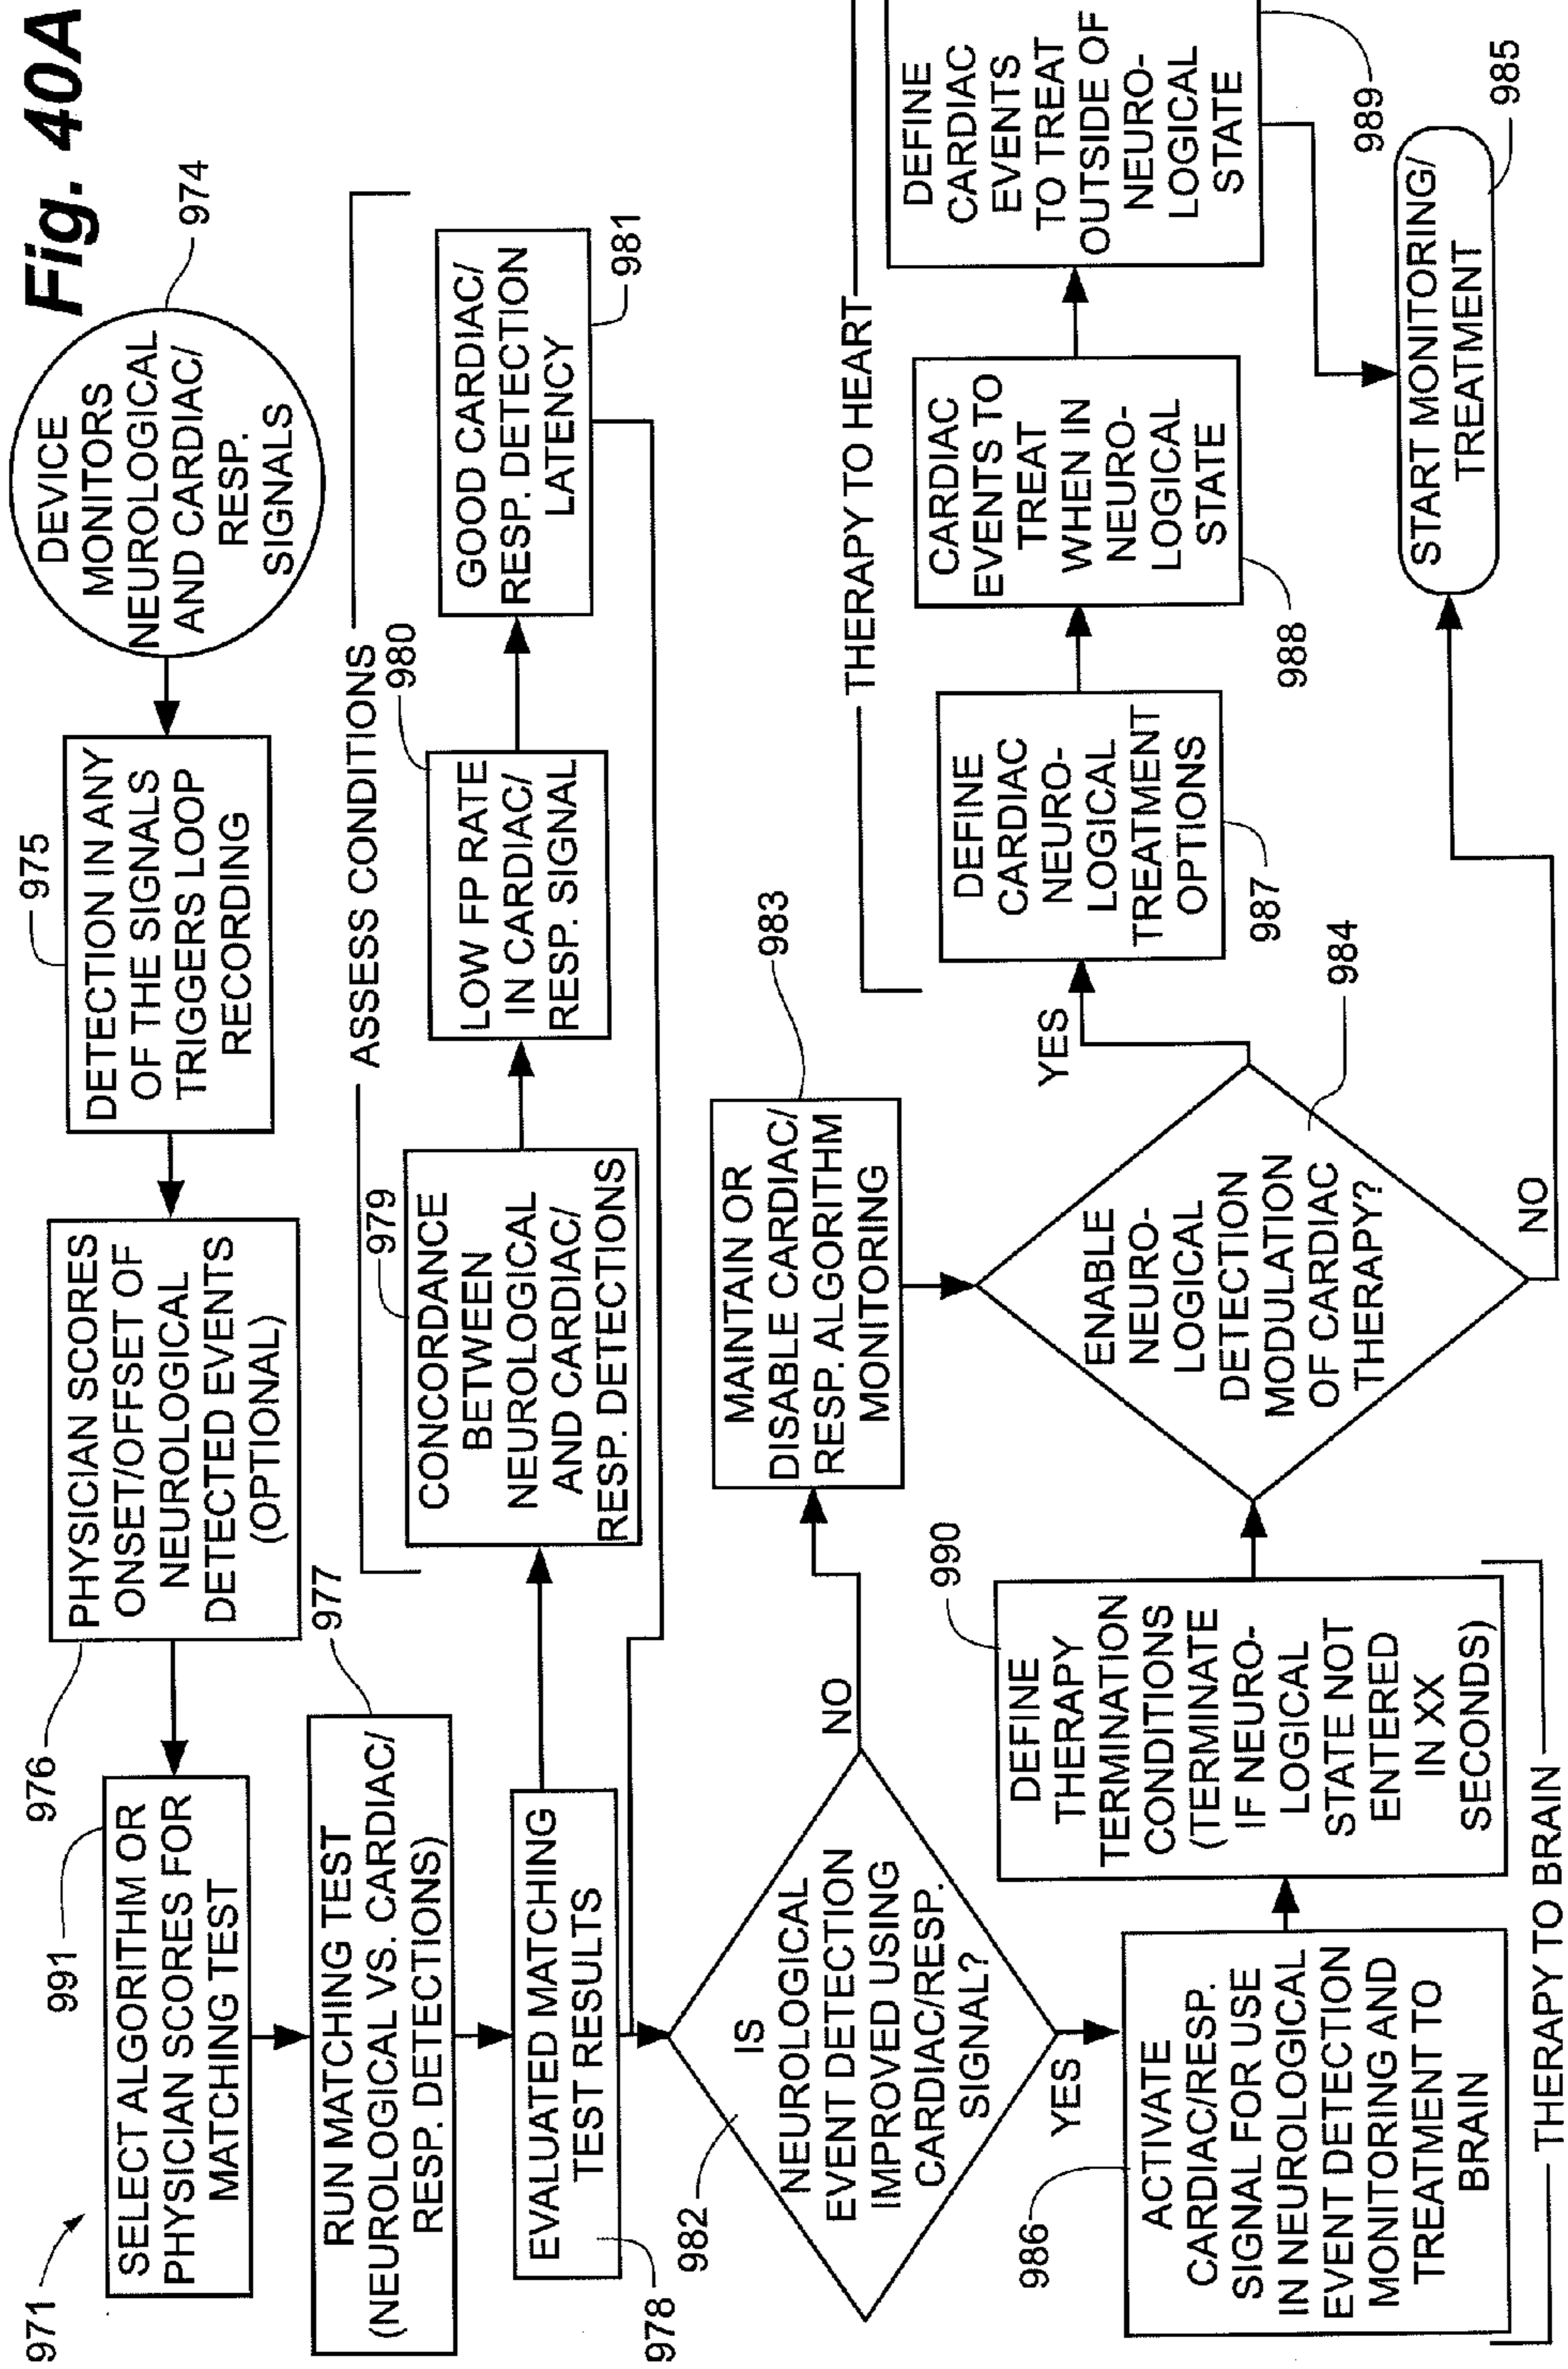 Fig. 40A
971
DEVICE
MONITORS
NEUROLOGICAL
AND CARDIAC/
RESP.
SIGNALS
974
DETECTION IN ANY
OF THE SIGNALS
TRIGGERS LOOP
RECORDING
975
PHYSICIAN SCORES
ONSET/OFFSET OF
NEUROLOGICAL
DETECTED EVENTS
(OPTIONAL)
976
SELECT ALGORITHM OR
PHYSICIAN SCORES FOR
MATCHING TEST
991
RUN MATCHING TEST
(NEUROLOGICAL VS. CARDIAC/
RESP. DETECTIONS)
977
EVALUATED MATCHING
TEST RESULTS
978
ASSESS CONDITIONS
CONCORDANCE
BETWEEN
NEUROLOGICAL
AND CARDIAC/
RESP. DETECTIONS
979
LOW FP RATE
IN CARDIAC/
RESP. SIGNAL
980
GOOD CARDIAC/
RESP. DETECTION
LATENCY
981
IS
NEUROLOGICAL
EVENT DETECTION
IMPROVED USING
CARDIAC/RESP.
SIGNAL?
982
NO
YES
MAINTAIN OR
DISABLE CARDIAC/
RESP. ALGORITHM
MONITORING
983
ACTIVATE
CARDIAC/RESP.
SIGNAL FOR USE
IN NEUROLOGICAL
EVENT DETECTION
MONITORING AND
TREATMENT TO
BRAIN
986
DEFINE
THERAPY
TERMINATION
CONDITIONS
(TERMINATE
IF NEURO-
LOGICAL
STATE NOT
ENTERED
IN XX
SECONDS)
990
THERAPY TO BRAIN
ENABLE
NEURO-
LOGICAL
DETECTION
MODULATION
OF CARDIAC
THERAPY?
984
YES
NO
THERAPY TO HEART
DEFINE
CARDIAC
NEURO-
LOGICAL
TREATMENT
OPTIONS
987
CARDIAC
EVENTS TO
TREAT
WHEN IN
NEURO-
LOGICAL
STATE
988
DEFINE
CARDIAC
EVENTS
TO TREAT
OUTSIDE OF
NEURO-
LOGICAL
STATE
989
START MONITORING/
TREATMENT
985